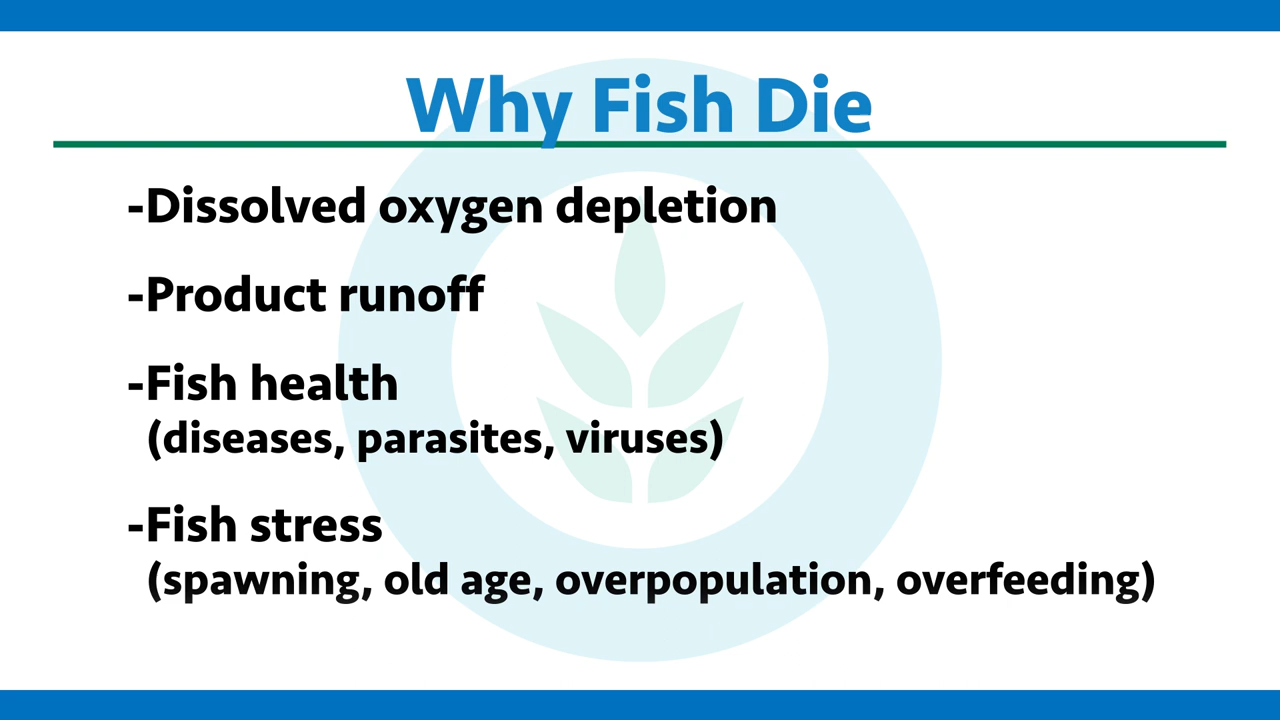 Why Fish Die
-Dissolved oxygen depletion
-Product runoff
-Fish health
(diseases, parasites, viruses)
-Fish stress
(spawning, old age, overpopulation, overfeeding)